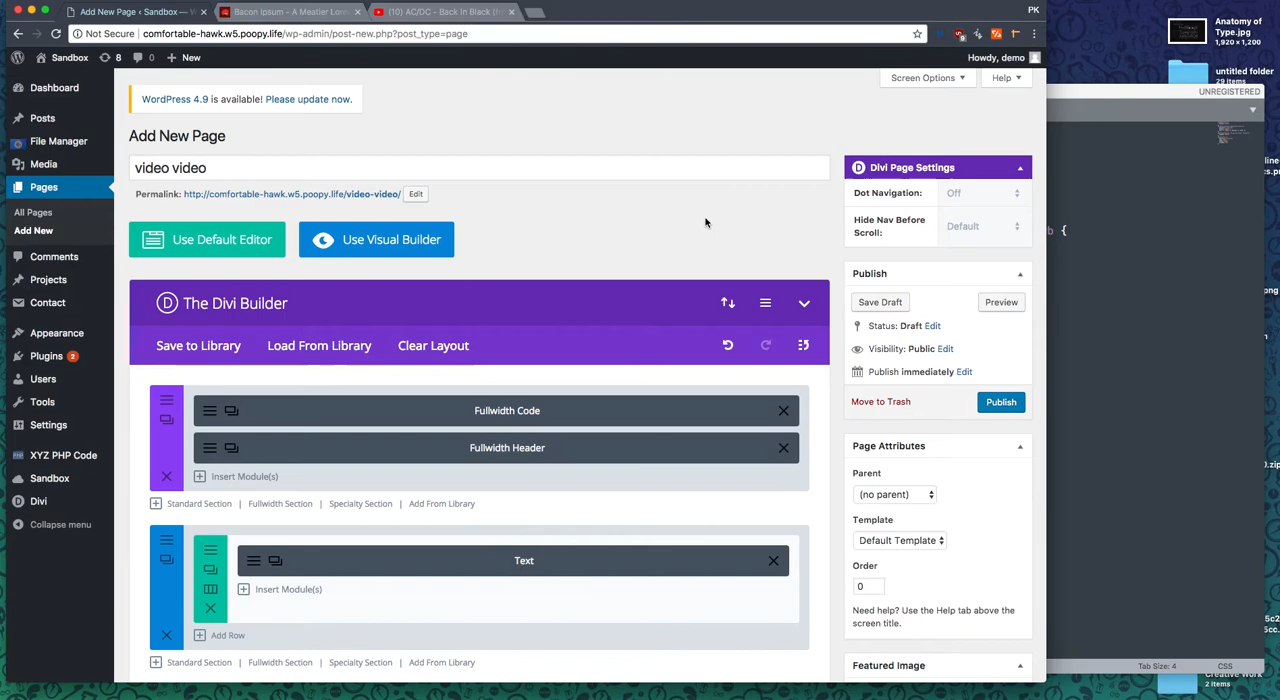 Add New Page ‹ Sandbox — W
Bacon Ipsum - A Meatier Lorem
(10) AC/DC - Back In Black
PK
Not Secure
comfortable-hawk.w5.poopy.life/wp-admin/post-new.php?post_type=page
Sandbox
8
0
New
Howdy, demo
Dashboard
Posts
File Manager
Media
Pages
All Pages
Add New
Comments
Projects
Contact
Appearance
Plugins 2
Users
Tools
Settings
XYZ PHP Code
Sandbox
Divi
Collapse menu
Screen Options
Help
WordPress 4.9 is available! Please update now.
Add New Page
video video
Permalink: http://comfortable-hawk.w5.poopy.life/video-video/ Edit
Use Default Editor
Use Visual Builder
The Divi Builder
Save to Library
Load From Library
Clear Layout
Fullwidth Code
Fullwidth Header
Insert Module(s)
Standard Section | Fullwidth Section | Specialty Section | Add From Library
Text
Insert Module(s)
Add Row
Standard Section | Fullwidth Section | Specialty Section | Add From Library
Divi Page Settings
Dot Navigation:
Off
Hide Nav Before
Scroll:
Default
Publish
Save Draft
Preview
Status: Draft Edit
Visibility: Public Edit
Publish immediately Edit
Move to Trash
Publish
Page Attributes
Parent
(no parent)
Template
Default Template
Order
0
Need help? Use the Help tab above the
screen title.
Featured Image
Anatomy of
Type.jpg
1,920 × 1,200
untitled folder
29 items
UNREGISTERED
b {
Tab Size: 4
CSS
Creative Work
2 items